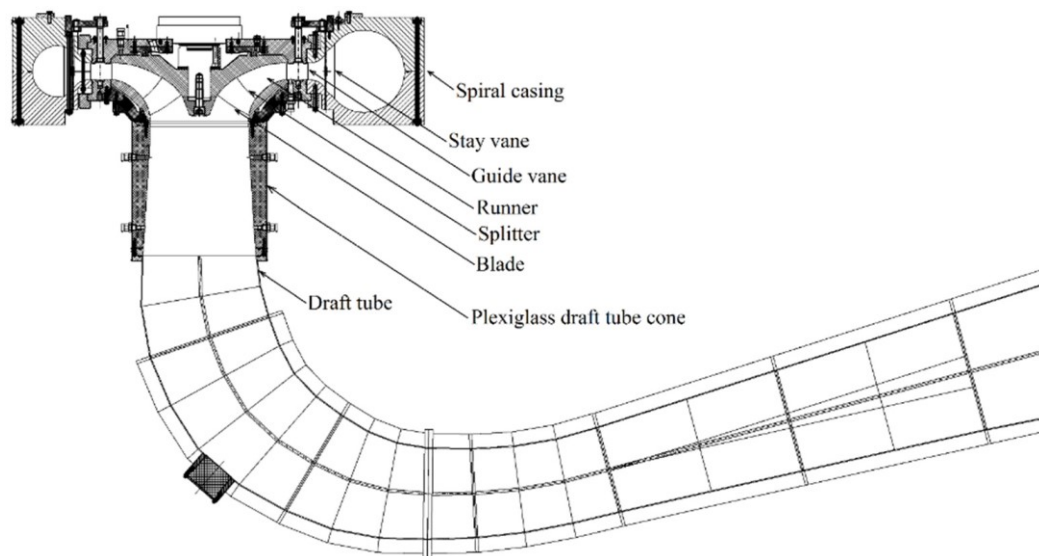 Spiral casing
Stay vane
Guide vane
Runner
Splitter
Blade
Draft tube
Plexiglass draft tube cone